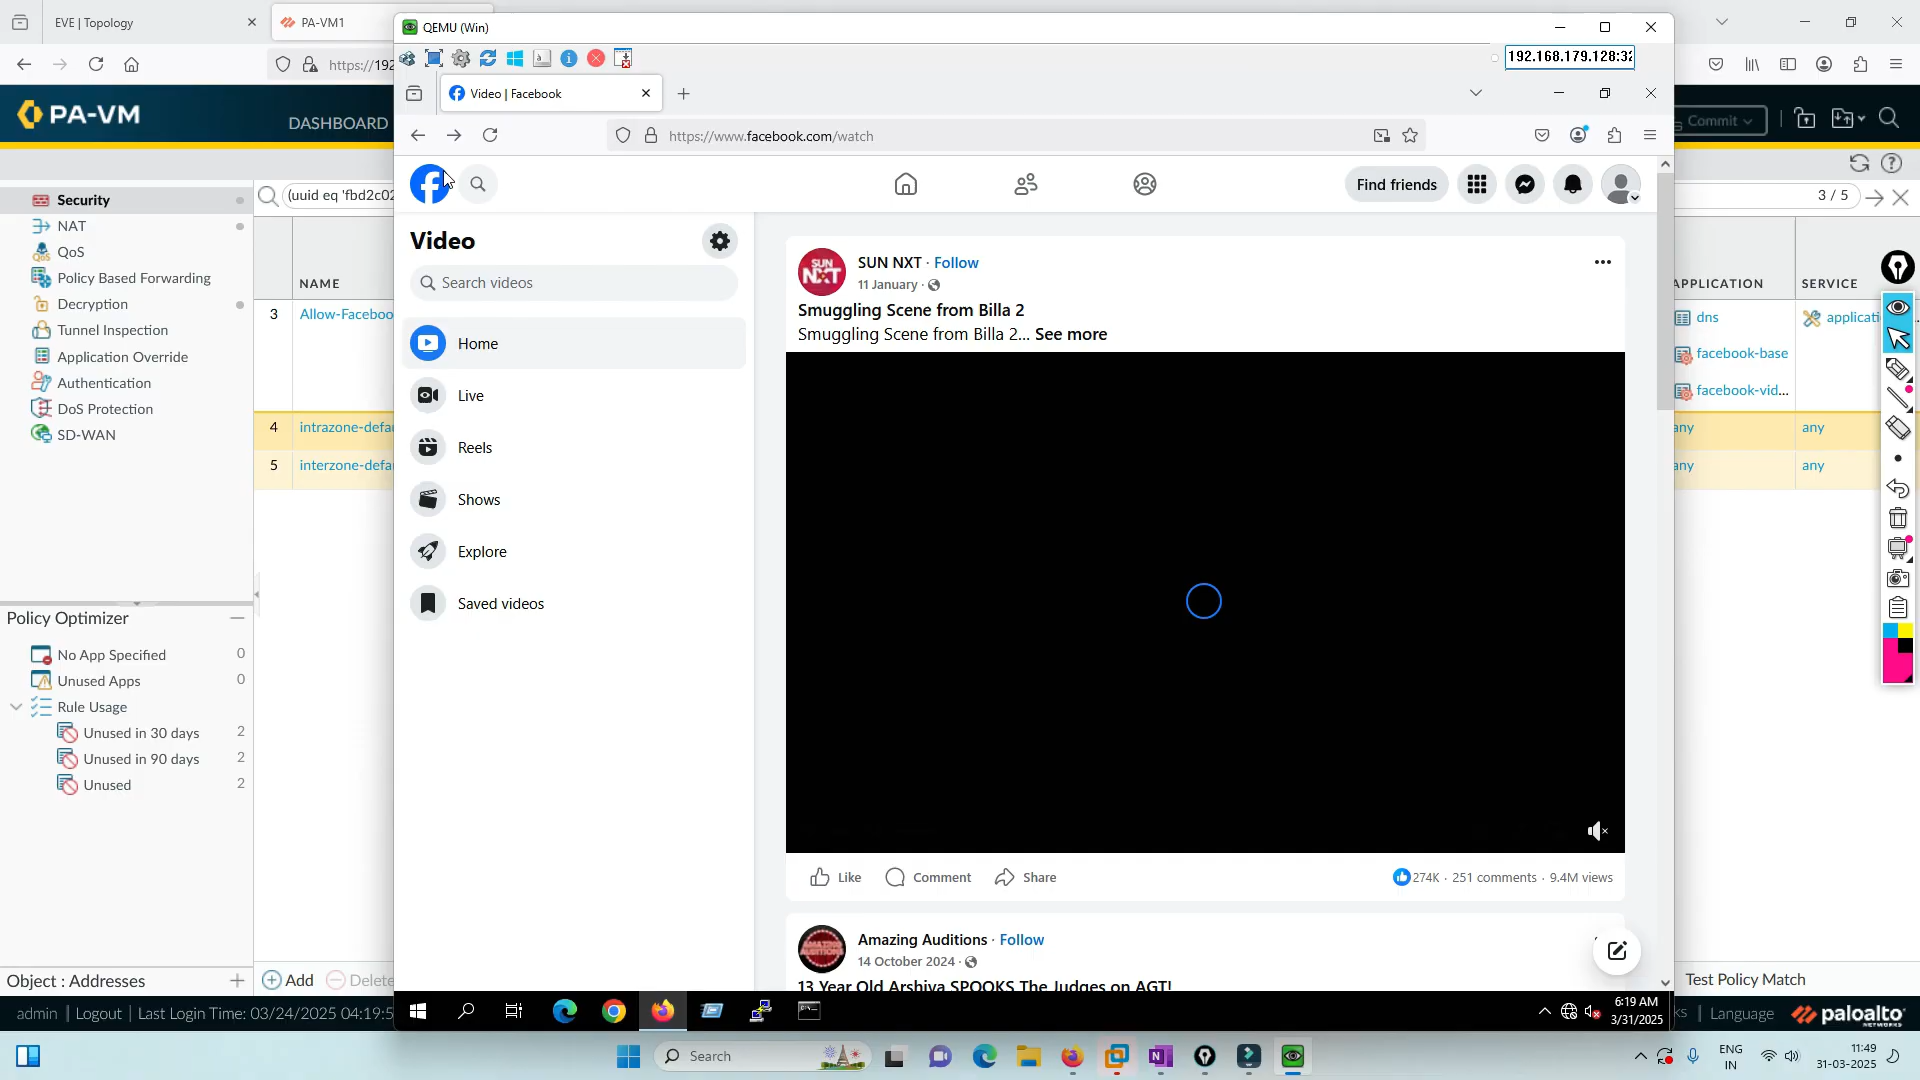 EVE | Topology
PA-VM1
QEMU (Win)
https://192
192.168.179.128:32
Video | Facebook
PA-VM
DASHBOARD
Commit
https://www.facebook.com/watch
Find friends
Security
(uuid eq 'fbd2c02
3 / 5
NAT
QoS
Policy Based Forwarding
Decryption
Tunnel Inspection
Application Override
Authentication
DoS Protection
SD-WAN
NAME
APPLICATION
SERVICE
3
Allow-Faceboo
dns
applicati...
facebook-base
facebook-vid...
4
intrazone-defa
any
any
5
interzone-defa
any
any
Video
Search videos
Home
Live
Reels
Shows
Explore
Saved videos
SUN NXT · Follow
11 January ·
Smuggling Scene from Billa 2
Smuggling Scene from Billa 2... See more
Like
Comment
Share
274K · 251 comments · 9.4M views
Amazing Auditions · Follow
14 October 2024 ·
13 Year Old Arshiya SPOOKS The Judges on AGT!
Policy Optimizer
No App Specified 0
Unused Apps 0
Rule Usage
Unused in 30 days 2
Unused in 90 days 2
Unused 2
Object : Addresses
Add
Delete
Test Policy Match
admin | Logout | Last Login Time: 03/24/2025 04:19:5
6:19 AM
3/31/2025
ks | Language
paloalto
NETWORKS
Search
ENG
IN
11:49
31-03-2025